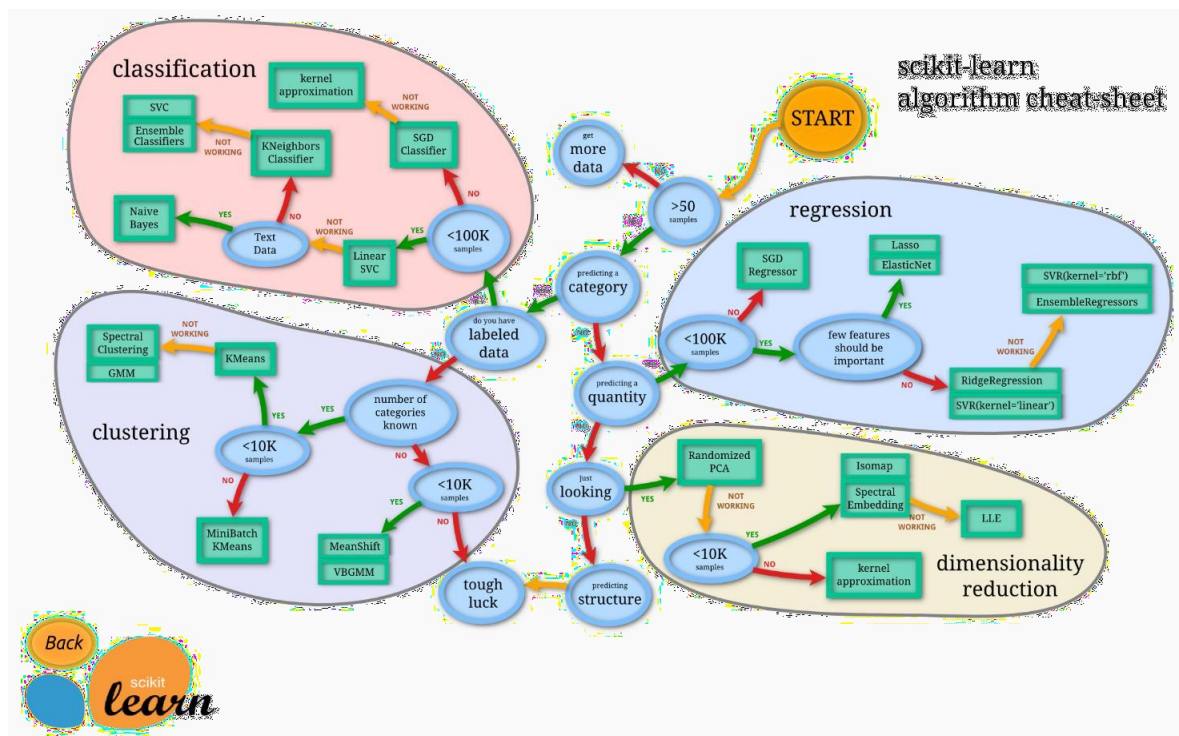 scikit-learn
algorithm cheat-sheet
START
get
more
data
>50
samples
predicting a
category
do you have
labeled
data
predicting a
quantity
just
looking
predicting
structure
tough
luck
classification
kernel
approximation
NOT
WORKING
SVC
Ensemble
Classifiers
NOT
WORKING
KNeighbors
Classifier
SGD
Classifier
NO
Naive
Bayes
YES
Text
Data
NO
NOT
WORKING
Linear
SVC
YES
<100K
samples
regression
SGD
Regressor
NO
<100K
samples
YES
Lasso
ElasticNet
YES
few features
should be
important
NO
SVR(kernel='rbf')
EnsembleRegressors
NOT
WORKING
RidgeRegression
SVR(kernel='linear')
clustering
Spectral
Clustering
GMM
NOT
WORKING
KMeans
YES
<10K
samples
NO
MiniBatch
KMeans
YES
number of
categories
known
NO
<10K
samples
YES
NO
MeanShift
VBGMM
dimensionality
reduction
YES
Randomized
PCA
NOT
WORKING
<10K
samples
YES
NO
Isomap
Spectral
Embedding
NOT
WORKING
LLE
kernel
approximation
Back
scikit
learn